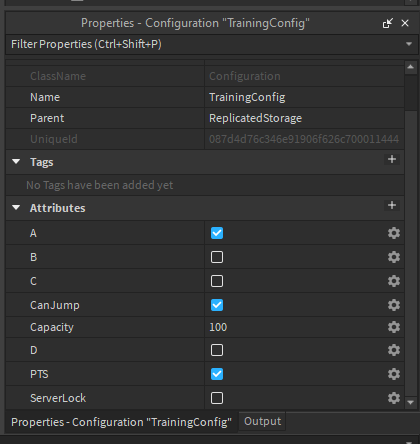 Properties - Configuration "TrainingConfig"
Filter Properties (Ctrl+Shift+P)
ClassName Configuration
Name TrainingConfig
Parent ReplicatedStorage
UniqueId 087d4d76c346e91906f626c700011444
Tags
No Tags have been added yet
Attributes
A
B
C
CanJump
Capacity 100
D
PTS
ServerLock
Properties - Configuration "TrainingConfig" Output